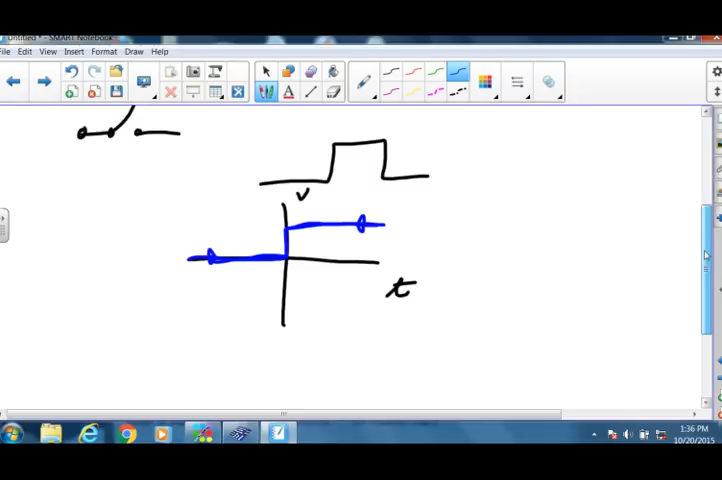 Untitled * - SMART Notebook
File Edit View Insert Format Draw Help
A
v
t
1:36 PM
10/20/2015